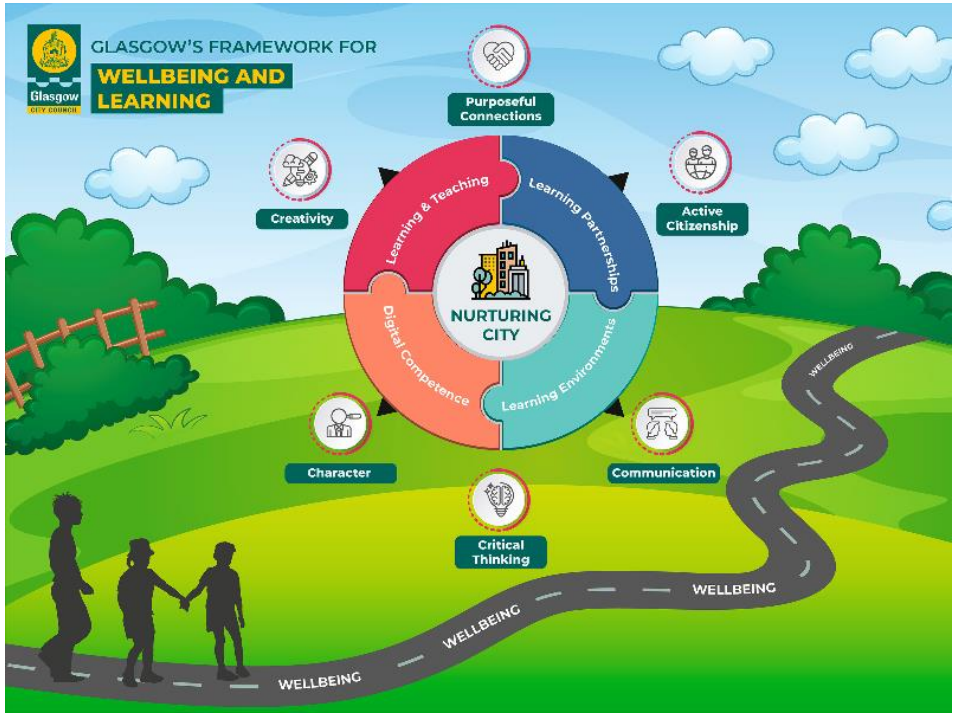 Glasgow
CITY COUNCIL
GLASGOW'S FRAMEWORK FOR
WELLBEING AND
LEARNING
Purposeful
Connections
Creativity
Active
Citizenship
Learning & Teaching
Learning Partnerships
NURTURING
CITY
Digital Competence
Learning Environments
Character
Communication
Critical
Thinking
WELLBEING
WELLBEING
WELLBEING
WELLBEING